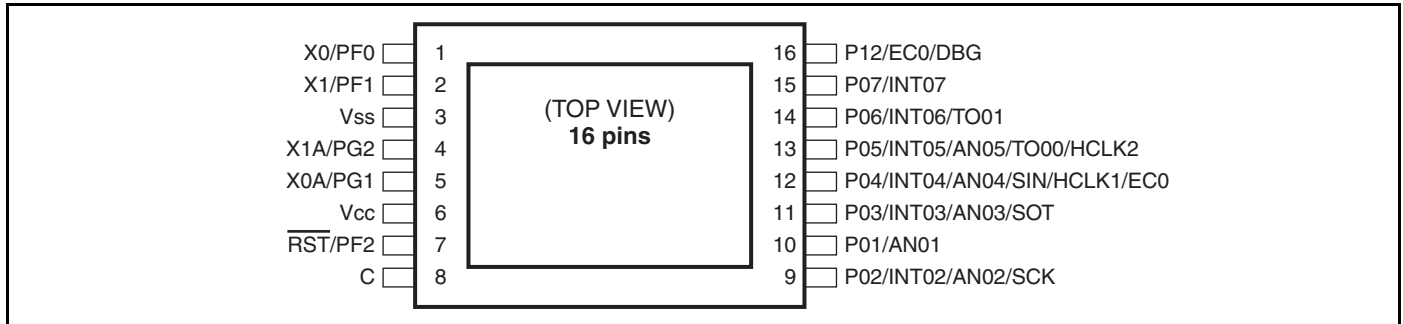 X0/PF0 1 16 P12/EC0/DBG
X1/PF1 2 15 P07/INT07
Vss 3 (TOP VIEW) 14 P06/INT06/TO01
16 pins
X1A/PG2 4 13 P05/INT05/AN05/TO00/HCLK2
X0A/PG1 5 12 P04/INT04/AN04/SIN/HCLK1/EC0
Vcc 6 11 P03/INT03/AN03/SOT
RST/PF2 7 10 P01/AN01
C 8 9 P02/INT02/AN02/SCK